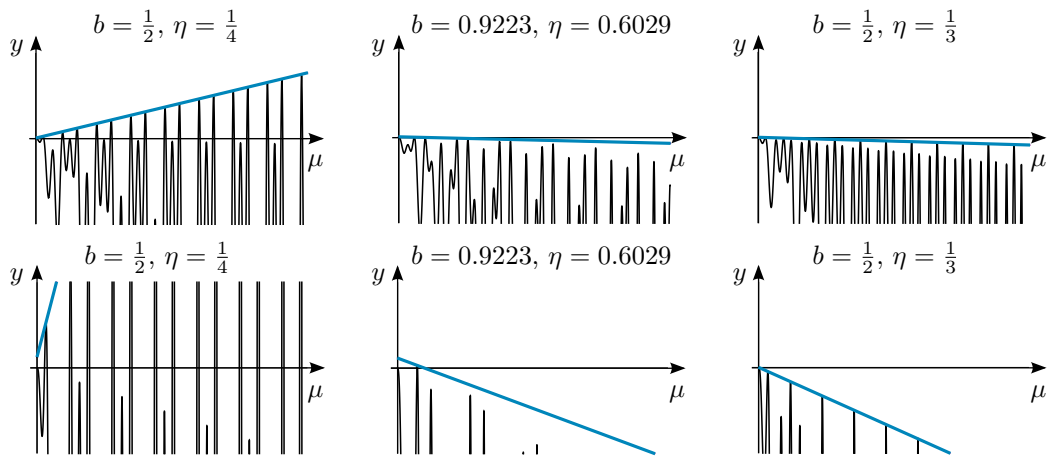 b = 1/2, η = 1/4
y
μ
b = 0.9223, η = 0.6029
y
μ
b = 1/2, η = 1/3
y
μ
b = 1/2, η = 1/4
y
μ
b = 0.9223, η = 0.6029
y
μ
b = 1/2, η = 1/3
y
μ